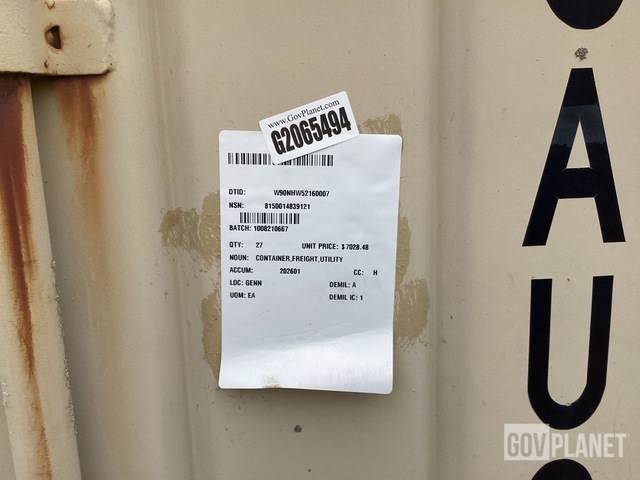 www.GovPlanet.com
G2065494
DTID: W90NHW52160007
NSN: 8150014839121
BATCH: 1008210667
QTY: 27 UNIT PRICE: $7028.48
NOUN: CONTAINER,FREIGHT,UTILITY
ACCUM: 202601 CC: H
LOC: GENN DEMIL: A
UOM: EA DEMIL IC: 1
A
U
GOVPLANET